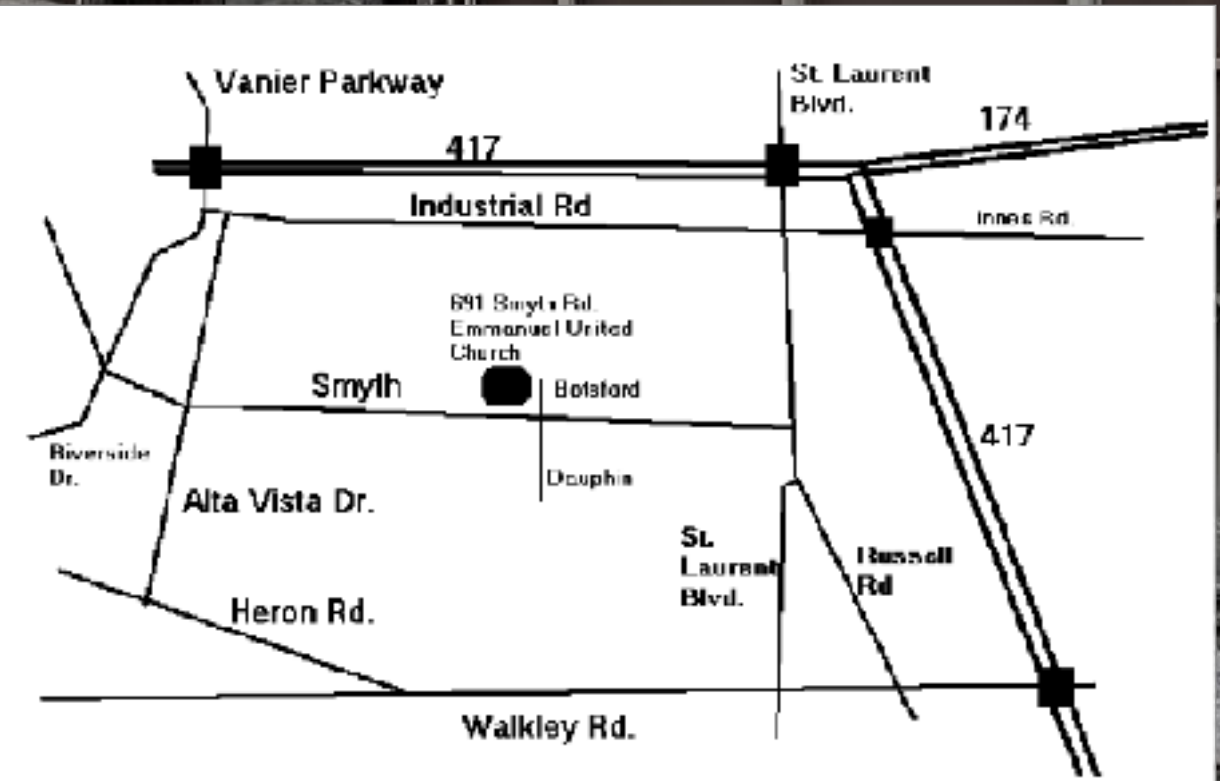 Vanier Parkway
St. Laurent
Blvd.
174
417
Industrial Rd
Innes Rd.
691 Smyth Rd.
Emmanuel United
Church
Smyth
Botsford
417
Riverside
Dr.
Dauphin
Alta Vista Dr.
St.
Laurent
Blvd.
Russell
Rd
Heron Rd.
Walkley Rd.